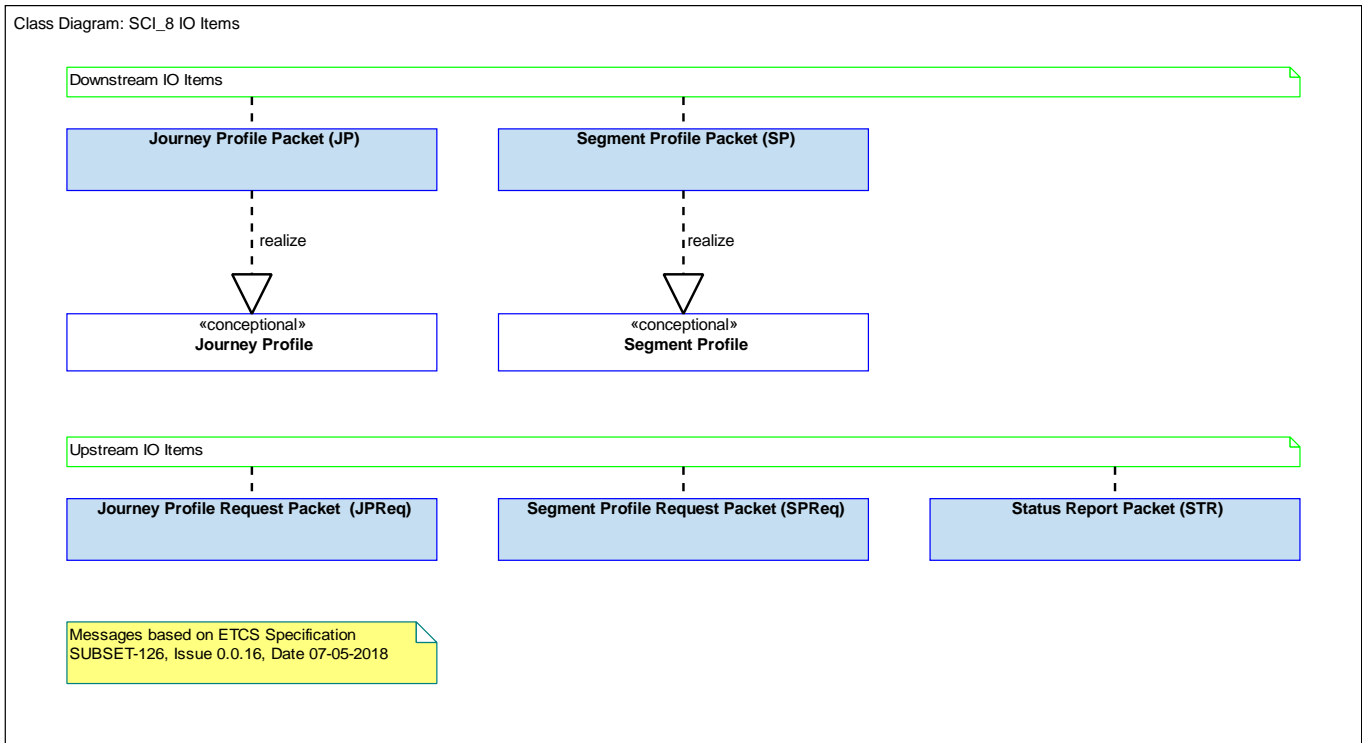 Class Diagram: SCI_8 IO Items
Downstream IO Items
Journey Profile Packet (JP)
Segment Profile Packet (SP)
realize
realize
«conceptional»
Journey Profile
«conceptional»
Segment Profile
Upstream IO Items
Journey Profile Request Packet  (JPReq)
Segment Profile Request Packet (SPReq)
Status Report Packet (STR)
Messages based on ETCS Specification
SUBSET-126, Issue 0.0.16, Date 07-05-2018